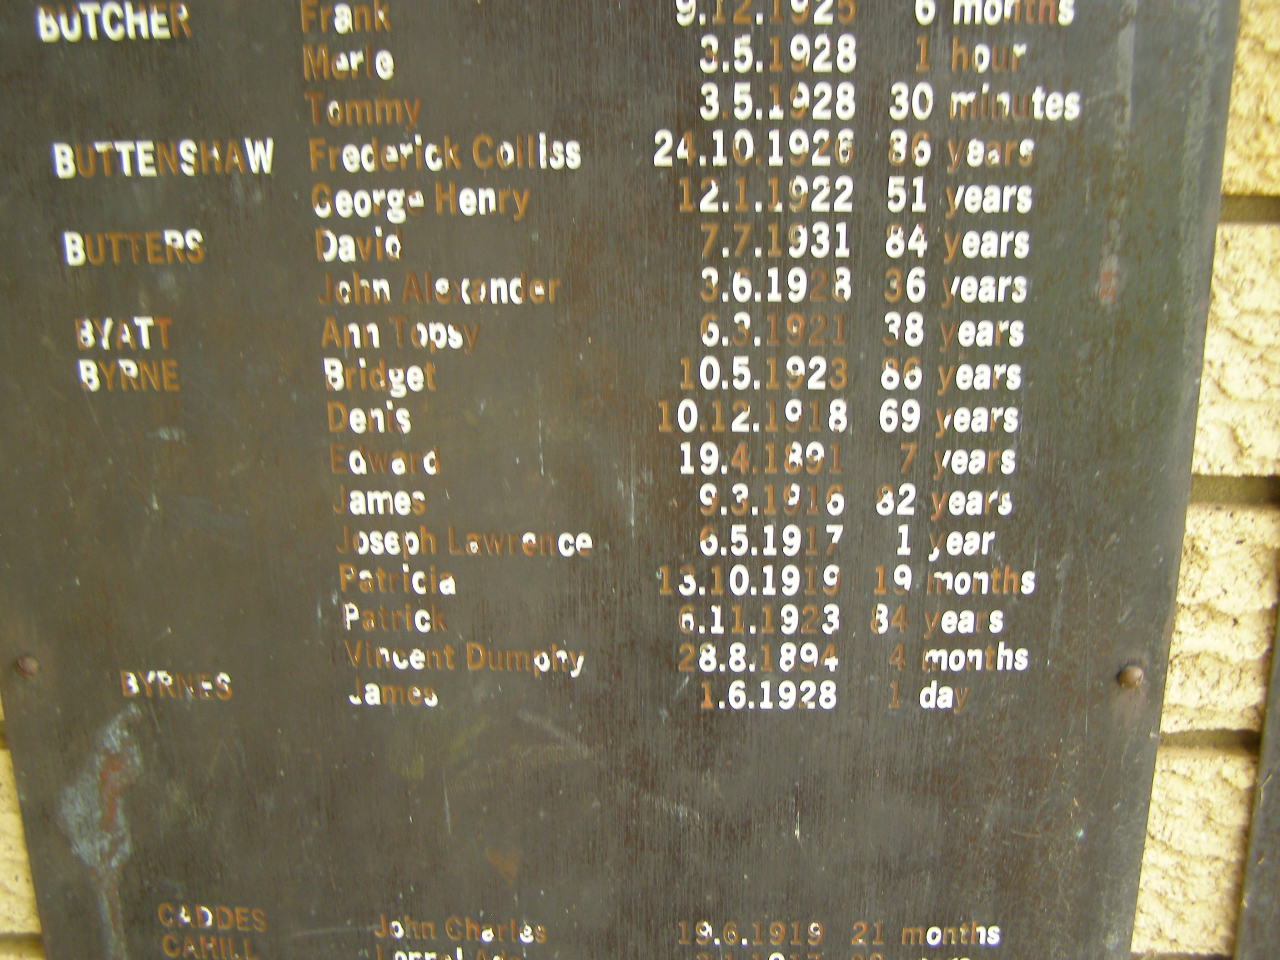 BUTCHER Frank 9.12.1925 6 months
Merle 3.5.1928 1 hour
Tommy 3.5.1928 30 minutes
BUTTENSHAW Frederick Colliss 24.10.1926 86 years
George Henry 12.1.1922 51 years
BUTTERS David 7.7.1931 84 years
John Alexander 3.6.1928 36 years
BYATT Ann Topsy 6.3.1921 38 years
BYRNE Bridget 10.5.1923 86 years
Denis 10.12.1918 69 years
Edward 19.4.1891 7 years
James 9.3.1916 82 years
Joseph Lawrence 6.5.1917 1 year
Patricia 13.10.1919 19 months
Patrick 6.11.1923 84 years
Vincent Dumphy 28.8.1894 4 months
BYRNES James 1.6.1928 1 day
CADDES John Charles 19.6.1919 21 months
CAHILL